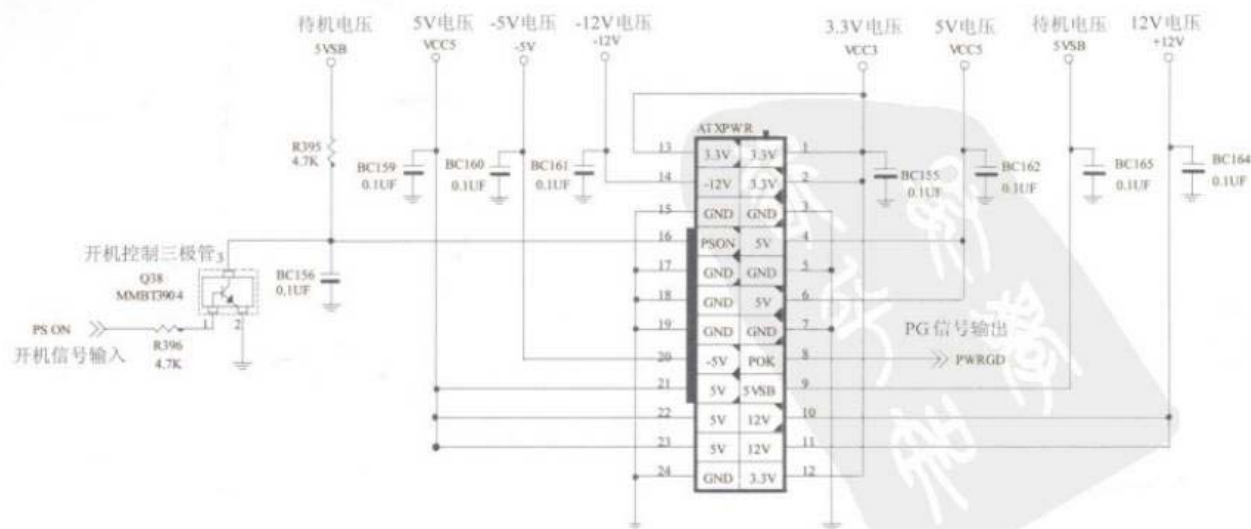 待机电压 5V电压 -5V电压 -12V电压 3.3V电压 5V电压 待机电压 12V电压
5VSB VCC5 -5V -12V VCC3 VCC5 5VSB +12V
ATXPWR
R395
4.7K
BC159
0.1UF
BC160
0.1UF
BC161
0.1UF
BC155
0.1UF
BC162
0.1UF
BC165
0.1UF
BC164
0.1UF
13 3.3V 3.3V 1
14 -12V 3.3V 2
15 GND GND 3
16 PSON 5V 4
17 GND GND 5
18 GND 5V 6
19 GND GND 7
20 -5V POK 8
21 5V 5VSB 9
22 5V 12V 10
23 5V 12V 11
24 GND 3.3V 12
开机控制三极管 3
Q38
MMBT3904
1 2
BC156
0.1UF
PS ON
开机信号输入
R396
4.7K
PG信号输出
PWRGD